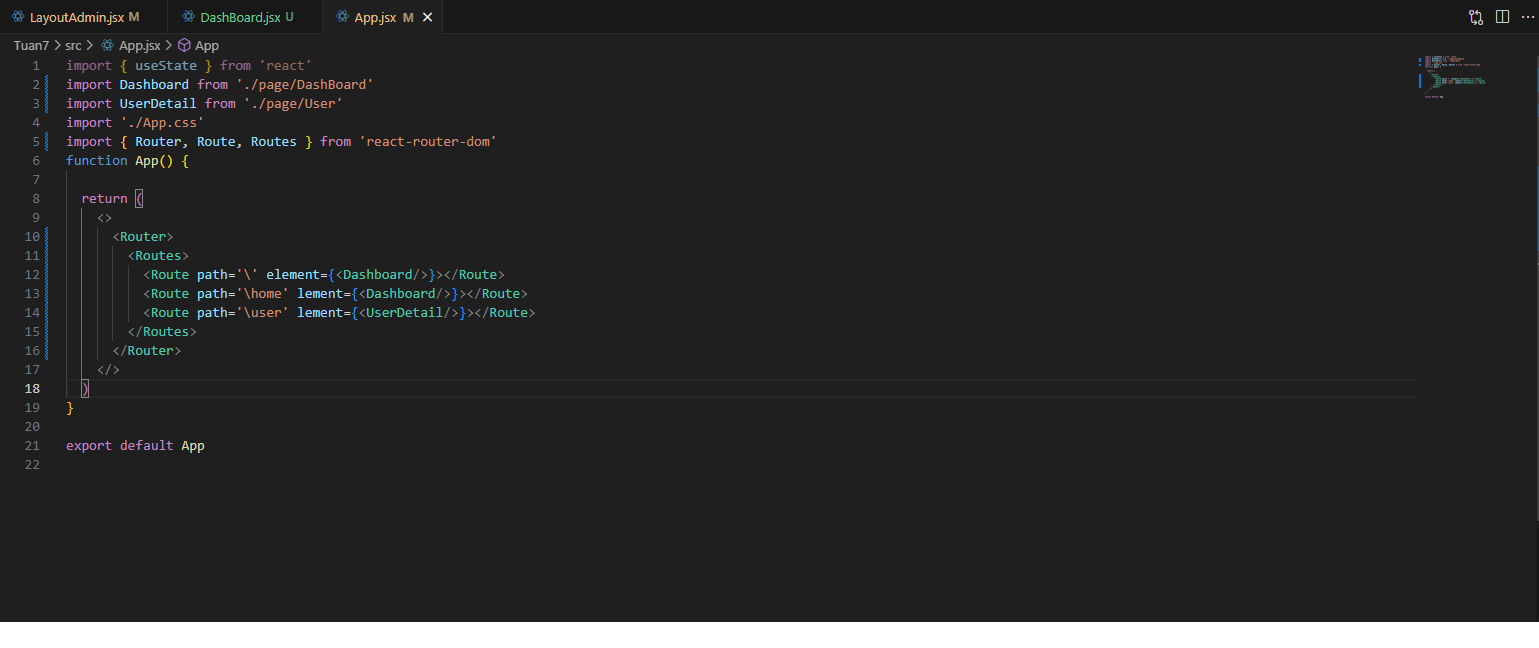 LayoutAdmin.jsx M DashBoard.jsx U App.jsx M
Tuan7 > src > App.jsx > App
1 import { useState } from 'react'
2 import Dashboard from './page/DashBoard'
3 import UserDetail from './page/User'
4 import './App.css'
5 import { Router, Route, Routes } from 'react-router-dom'
6 function App() {
7
8 return (
9 <>
10 <Router>
11 <Routes>
12 <Route path='\' element={<Dashboard/>}></Route>
13 <Route path='\home' lement={<Dashboard/>}></Route>
14 <Route path='\user' lement={<UserDetail/>}></Route>
15 </Routes>
16 </Router>
17 </>
18 )
19 }
20
21 export default App
22